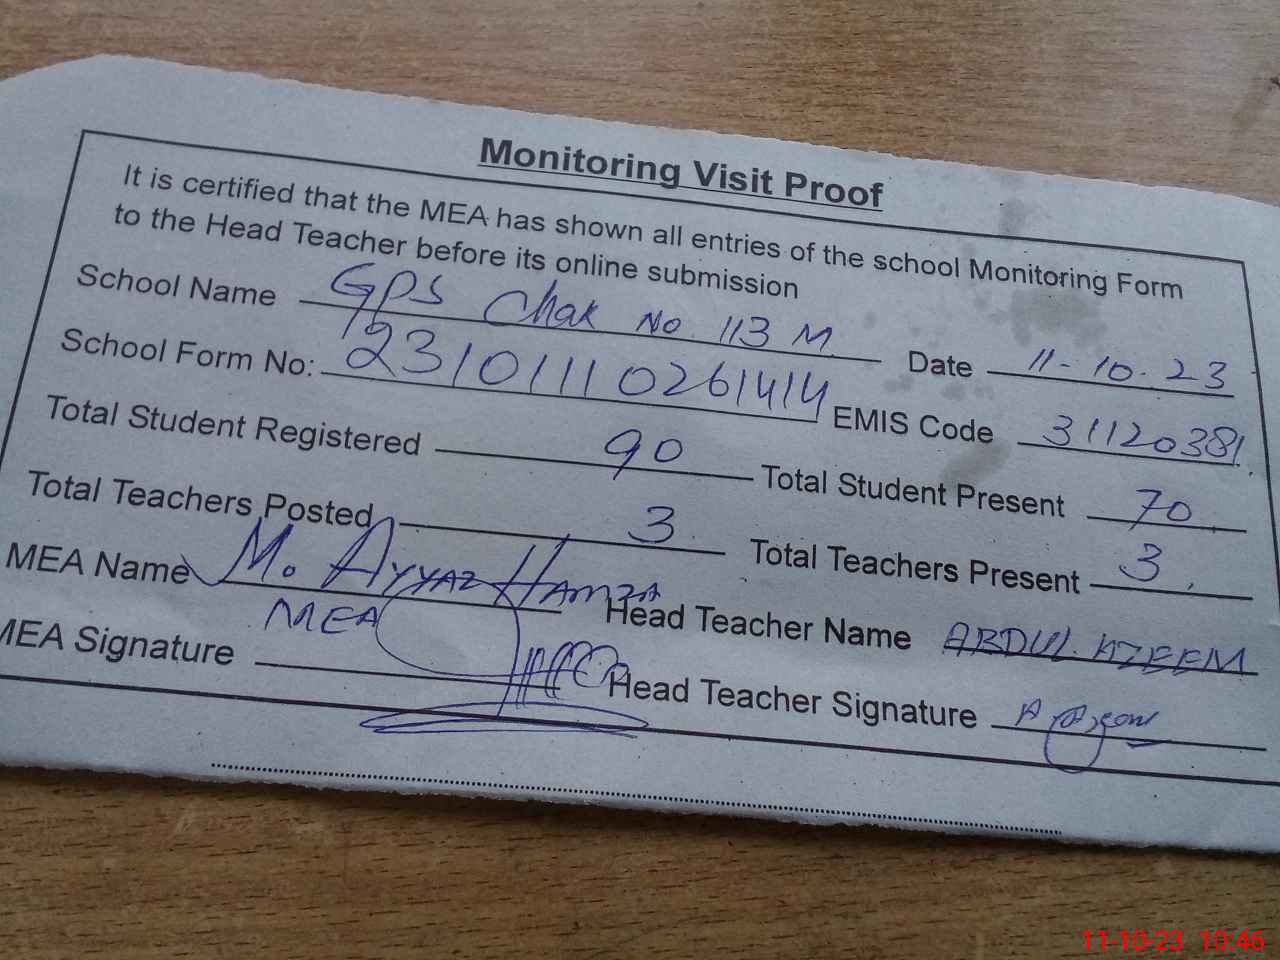 Monitoring Visit Proof
It is certified that the MEA has shown all entries of the school Monitoring Form
to the Head Teacher before its online submission
School Name GPS Chak No. 113 M. Date 11-10.23
School Form No: 23101110261414 EMIS Code 31120381
Total Student Registered 90 Total Student Present 70
Total Teachers Posted 3 Total Teachers Present 3
MEA Name M. AYYAZ HAMZA Head Teacher Name ABDUL AZEEM
MEA
MEA Signature Head Teacher Signature
11-10-23 10:46